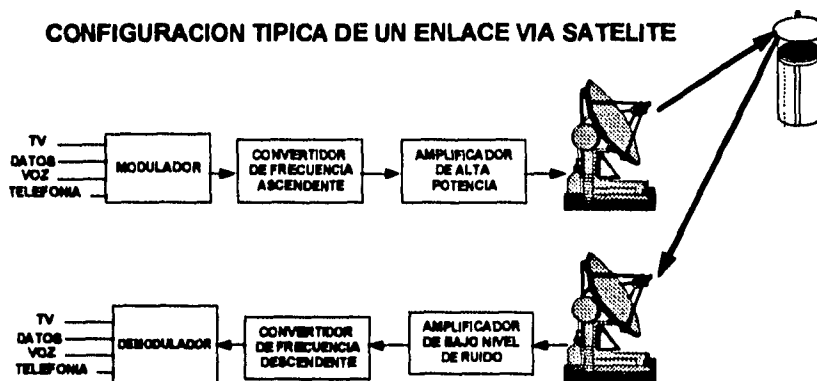 CONFIGURACION TIPICA DE UN ENLACE VIA SATELITE
TV
DATOS
VOZ
TELEFONIA
MODULADOR
CONVERTIDOR
DE FRECUENCIA
ASCENDENTE
AMPLIFICADOR
DE ALTA
POTENCIA
TV
DATOS
VOZ
TELEFONIA
DEMODULADOR
CONVERTIDOR
DE FRECUENCIA
DESCENDENTE
AMPLIFICADOR
DE BAJO NIVEL
DE RUIDO